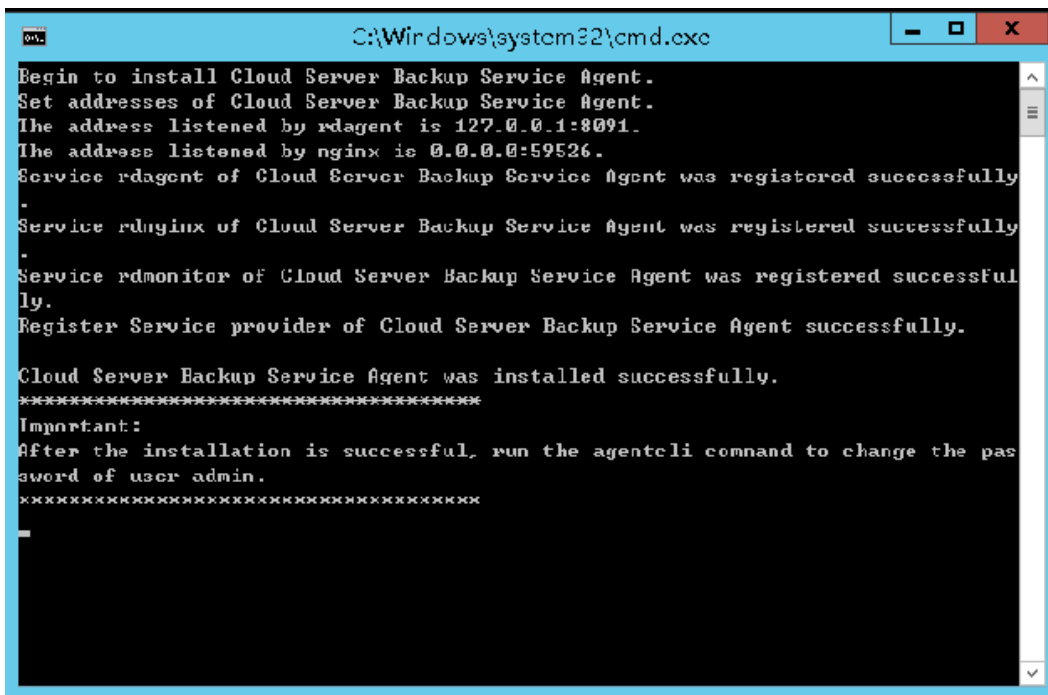 C:\Windows\system32\cmd.exe
Begin to install Cloud Server Backup Service Agent.
Set addresses of Cloud Server Backup Service Agent.
The address listened by rdagent is 127.0.0.1:8091.
The address listened by nginx is 0.0.0.0:59526.
Service rdagent of Cloud Server Backup Service Agent was registered successfully
.
Service rdnginx of Cloud Server Backup Service Agent was registered successfully
.
Service rdmonitor of Cloud Server Backup Service Agent was registered successful
ly.
Register Service provider of Cloud Server Backup Service Agent successfully.
Cloud Server Backup Service Agent was installed successfully.
*************************************
Important:
After the installation is successful, run the agentcli command to change the pas
sword of user admin.
*************************************